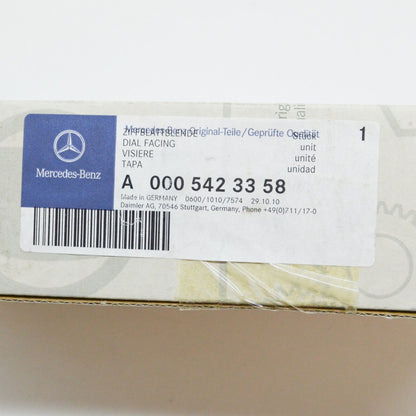 Mercedes-Benz Original-Teile/Geprüfte Qualität
ZIFFBLATTBLENDE Stück 1
DIAL FACING unit
VISIERE unité
TAPA unidad
Mercedes-Benz
A 000 542 33 58
Made in GERMANY 0600/1010/7574 29.10.10
Daimler AG, 70546 Stuttgart, Germany, Phone +49(0)711/17-0